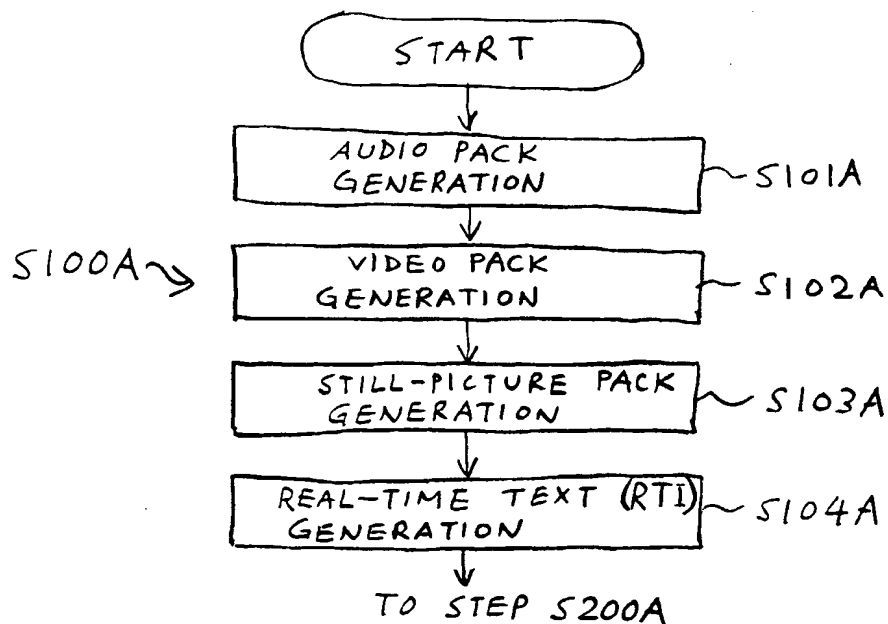 START
AUDIO PACK
GENERATION
S101A
S100A
VIDEO PACK
GENERATION
S102A
STILL-PICTURE PACK
GENERATION
S103A
REAL-TIME TEXT (RTI)
GENERATION
S104A
TO STEP S200A